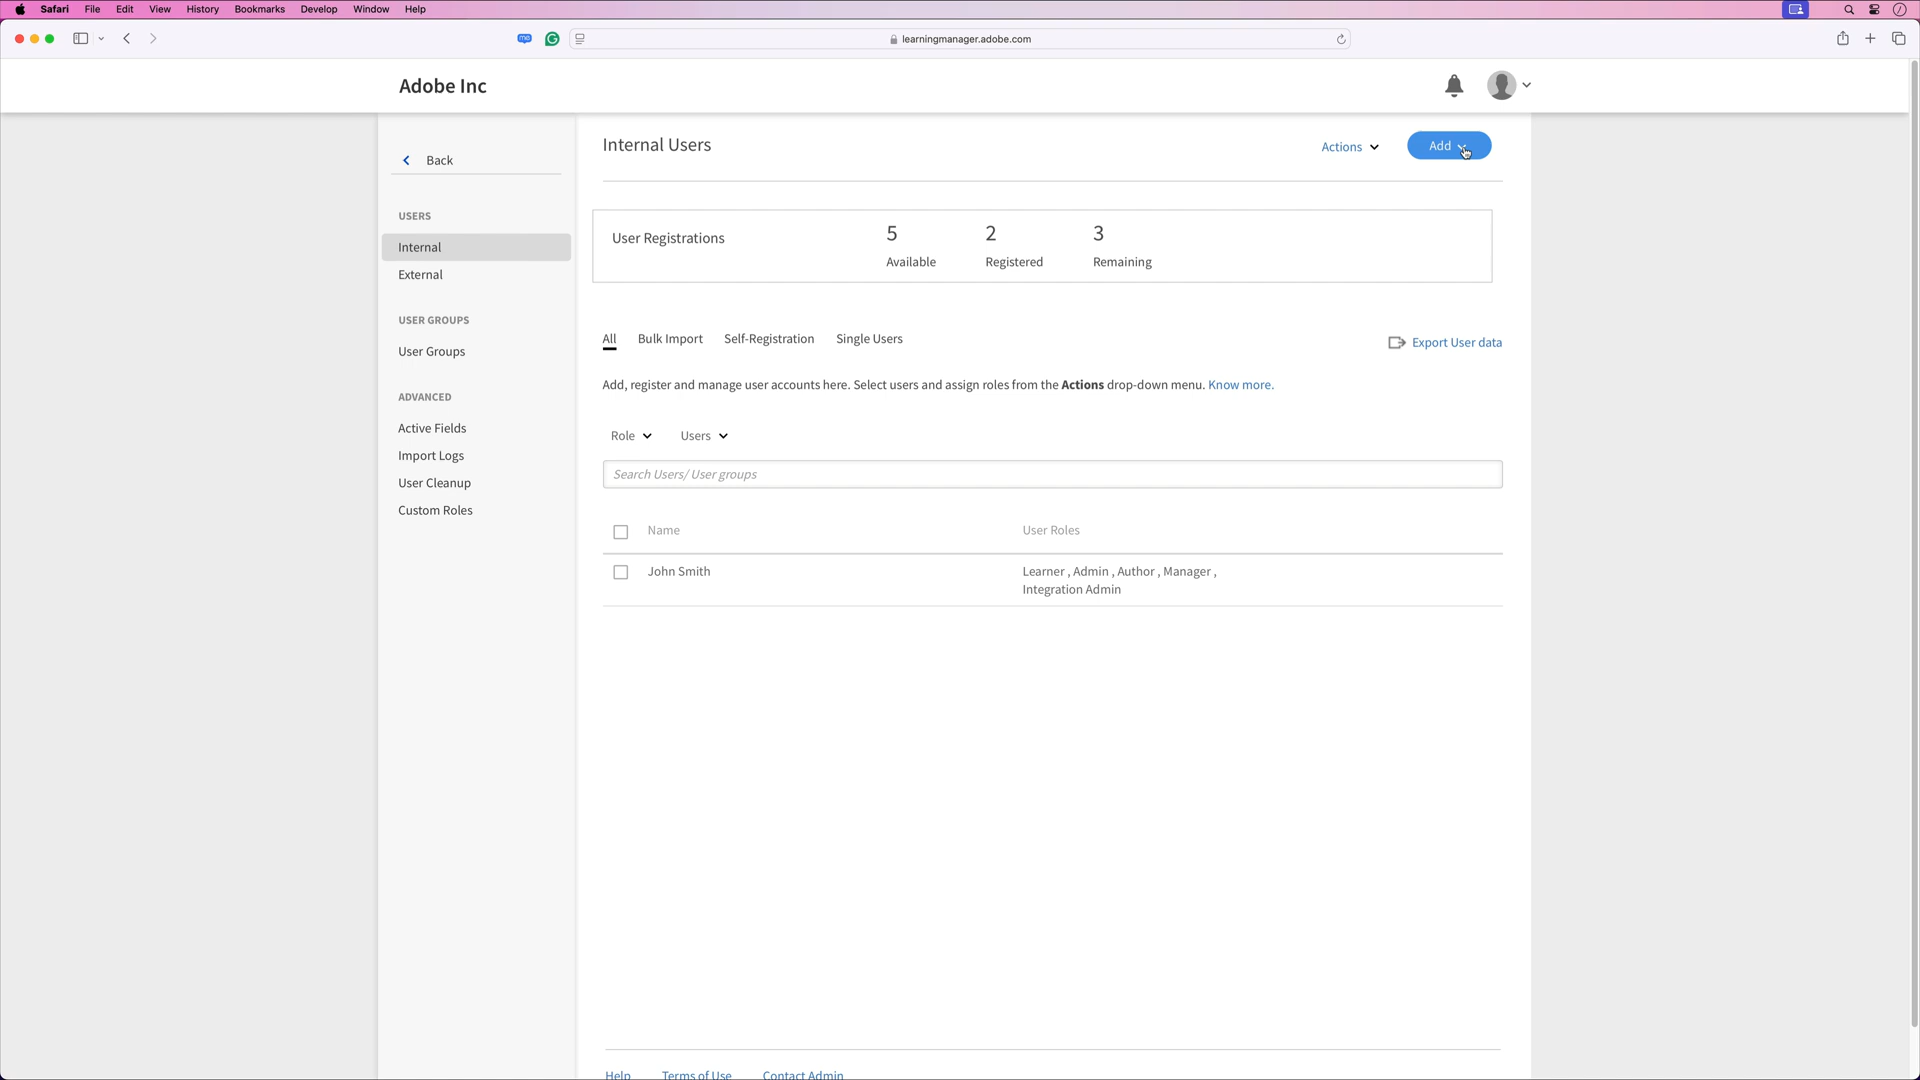 Safari File Edit View History Bookmarks Develop Window Help
learningmanager.adobe.com
Adobe Inc
Back
USERS
Internal
External
USER GROUPS
User Groups
ADVANCED
Active Fields
Import Logs
User Cleanup
Custom Roles
Internal Users
Actions
Add
User Registrations
5 2 3
Available Registered Remaining
All Bulk Import Self-Registration Single Users
Export User data
Add, register and manage user accounts here. Select users and assign roles from the Actions drop-down menu. Know more.
Role Users
Search Users/ User groups
Name User Roles
John Smith Learner , Admin , Author , Manager ,
Integration Admin
Help Terms of Use Contact Admin